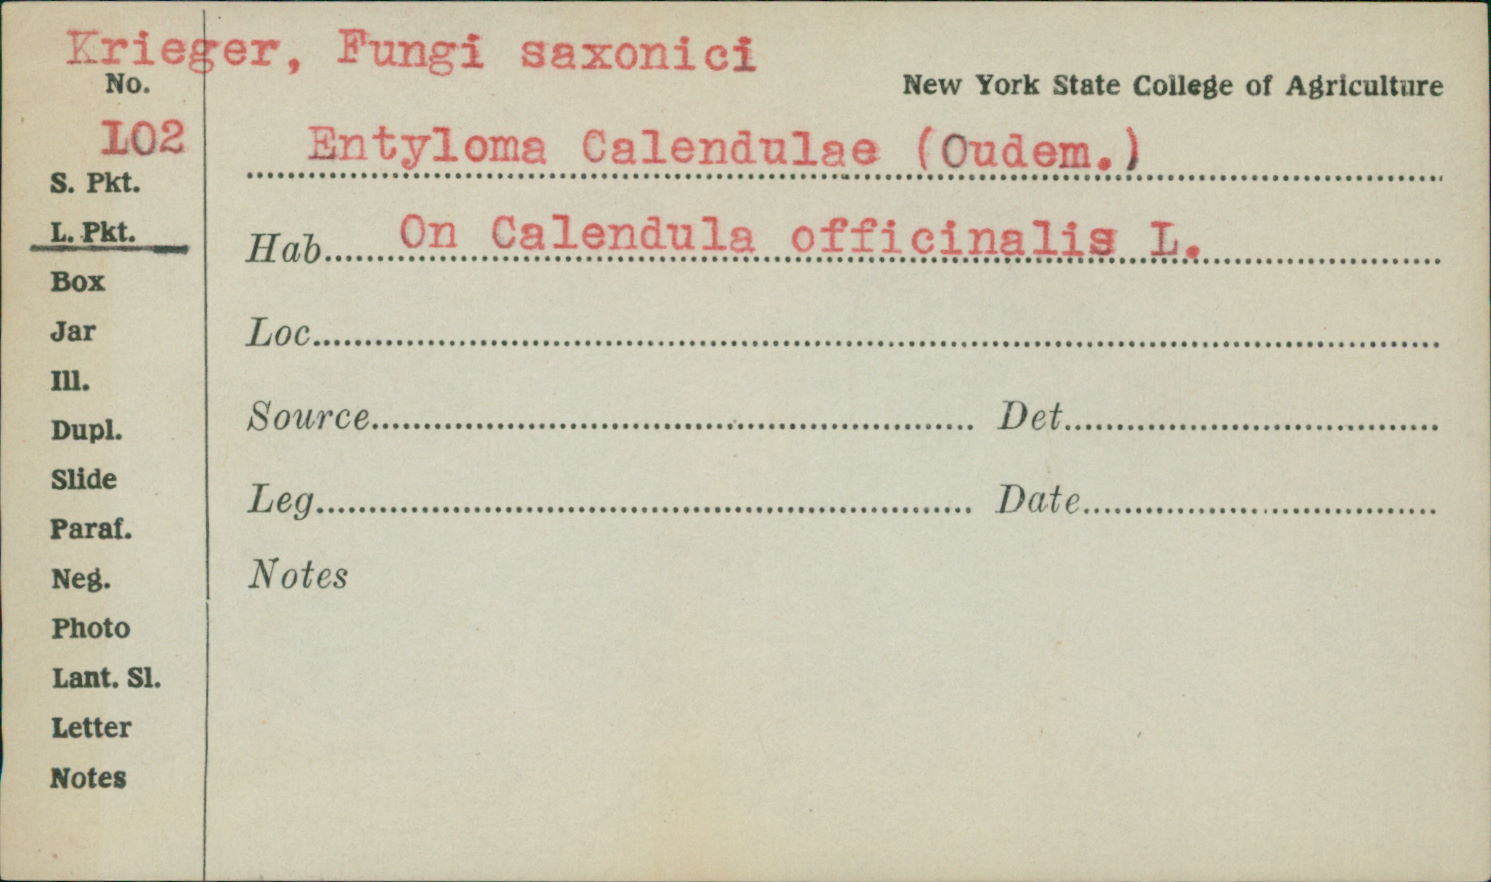 Krieger, Fungi saxonici
No.
New York State College of Agriculture
102
Entyloma Calendulae (Oudem.)
S. Pkt.
L. Pkt.
Hab. On Calendula officinalis L.
Box
Jar
Loc.
Ill.
Dupl.
Source Det.
Slide
Leg. Date
Paraf.
Neg.
Notes
Photo
Lant. Sl.
Letter
Notes